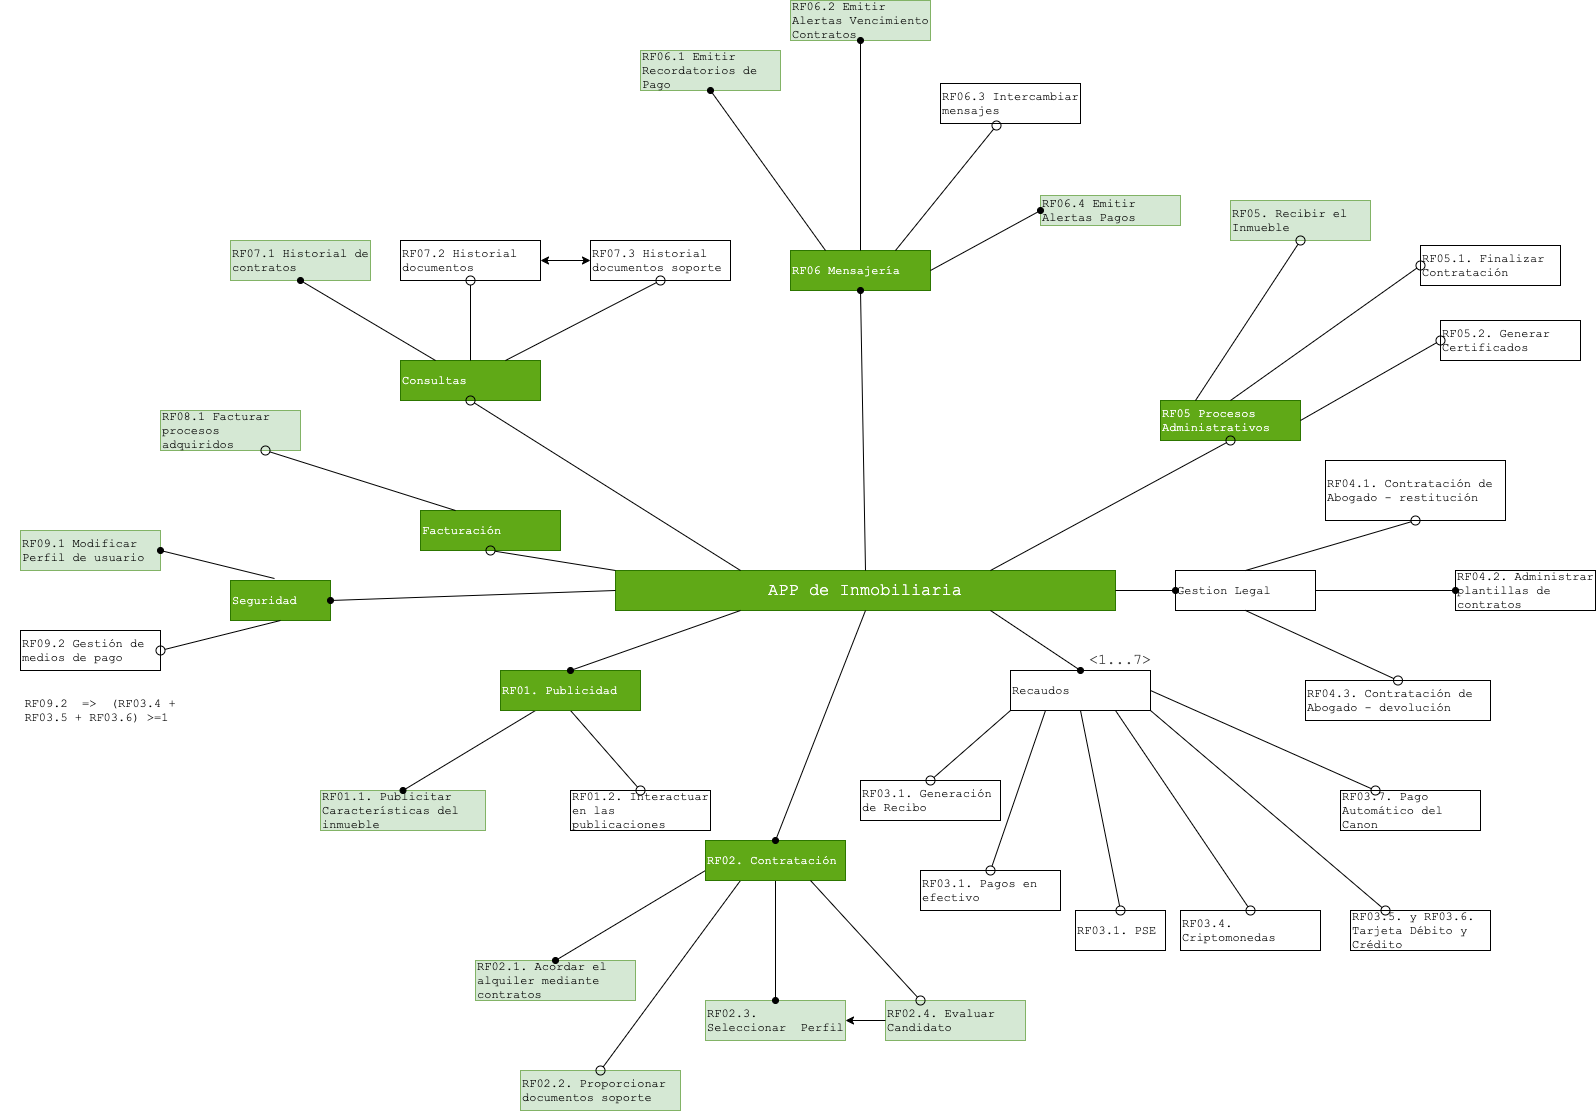 RF06.2 Emitir
Alertas Vencimiento
Contratos
RF06.1 Emitir
Recordatorios de
Pago
RF06.3 Intercambiar
mensajes
RF06.4 Emitir
Alertas Pagos
RF05. Recibir el
Inmueble
RF07.1 Historial de
contratos
RF07.2 Historial
documentos
RF07.3 Historial
documentos soporte
RF06 Mensajería
RF05.1. Finalizar
Contratación
RF05.2. Generar
Certificados
Consultas
RF08.1 Facturar
procesos
adquiridos
RF05 Procesos
Administrativos
RF04.1. Contratación de
Abogado - restitución
Facturación
RF09.1 Modificar
Perfil de usuario
Seguridad
APP de Inmobiliaria
Gestion Legal
RF04.2. Administrar
plantillas de
contratos
RF09.2 Gestión de
medios de pago
<1...7>
RF01. Publicidad
Recaudos
RF04.3. Contratación de
Abogado - devolución
RF09.2  =>  (RF03.4 +
RF03.5 + RF03.6) >=1
RF01.1. Publicitar
Características del
inmueble
RF01.2. Interactuar
en las
publicaciones
RF03.1. Generación
de Recibo
RF03.7. Pago
Automático del
Canon
RF02. Contratación
RF03.1. Pagos en
efectivo
RF03.1. PSE
RF03.4.
Criptomonedas
RF03.5. y RF03.6.
Tarjeta Débito y
Crédito
RF02.1. Acordar el
alquiler mediante
contratos
RF02.3.
Seleccionar  Perfil
RF02.4. Evaluar
Candidato
RF02.2. Proporcionar
documentos soporte